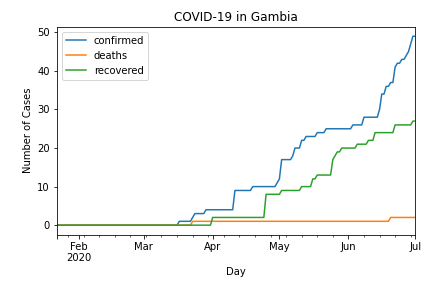 COVID-19 in Gambia
confirmed
deaths
recovered
Number of Cases
50
40
30
20
10
0
Feb
2020
Mar
Apr
May
Jun
Jul
Day